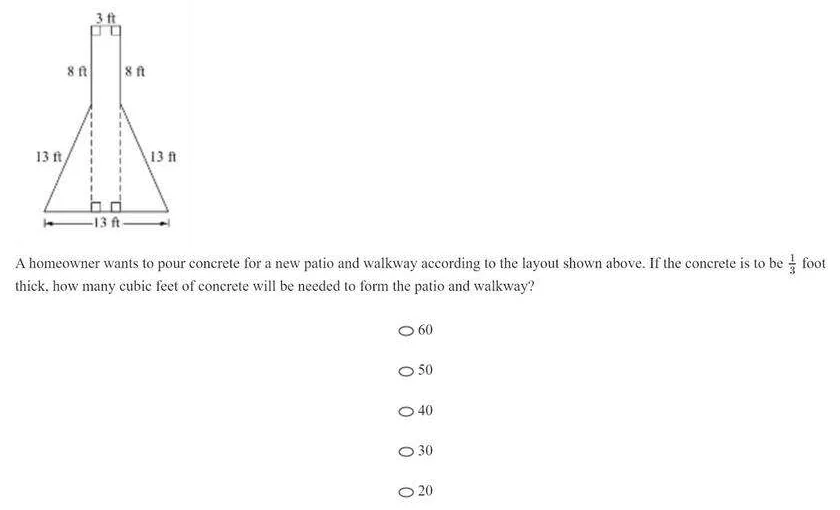 3 ft
8 ft
8 ft
13 ft
13 ft
13 ft
A homeowner wants to pour concrete for a new patio and walkway according to the layout shown above. If the concrete is to be 1/3 foot
thick, how many cubic feet of concrete will be needed to form the patio and walkway?
60
50
40
30
20